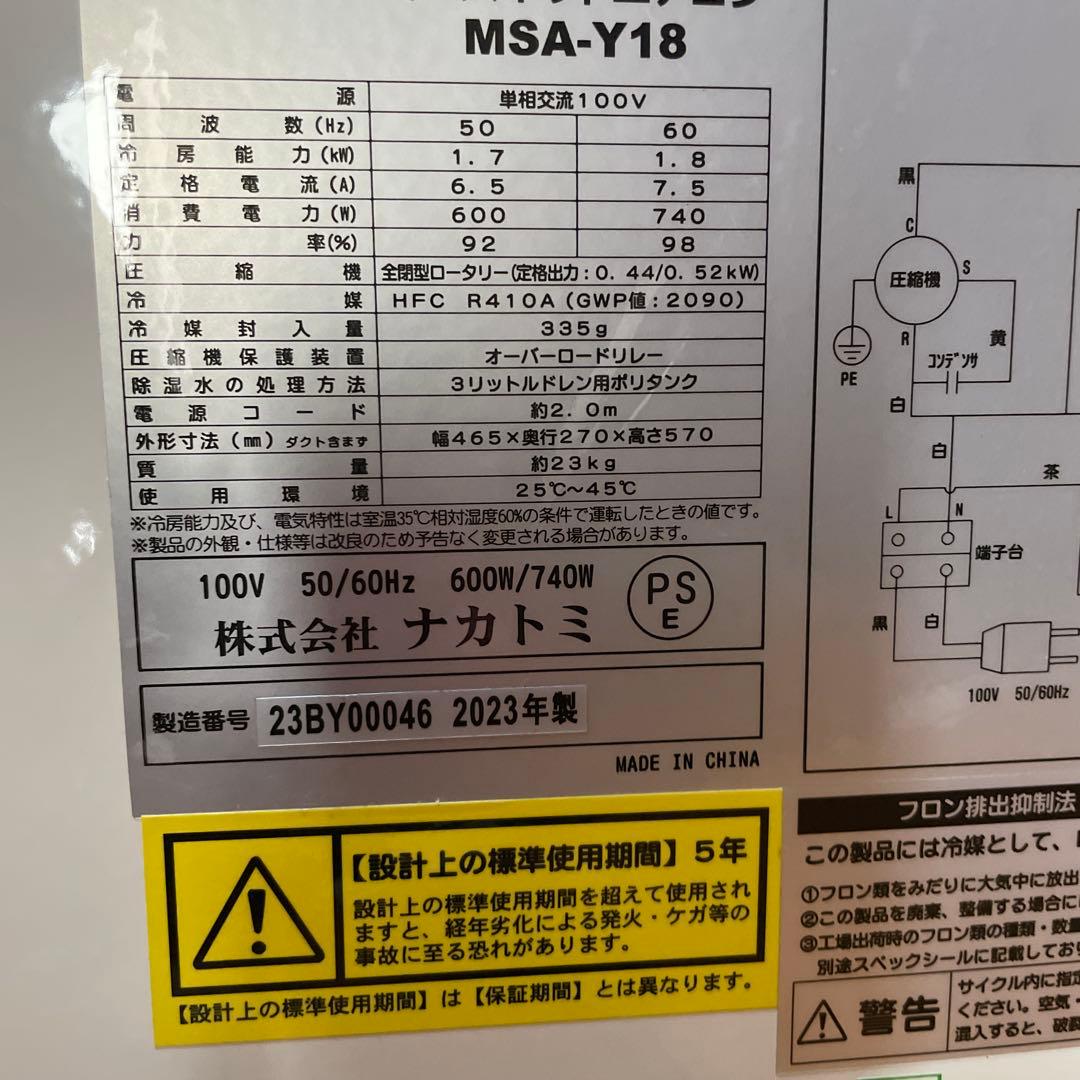 MSA-Y18
電源 単相交流100V
周波数(Hz) 50 60
冷房能力(kW) 1.7 1.8
定格電流(A) 6.5 7.5
消費電力(W) 600 740
力率(%) 92 98
圧縮機 全閉型ロータリー(定格出力:0.44/0.52kW)
冷媒 HFC R410A(GWP値:2090)
冷媒封入量 335g
圧縮機保護装置 オーバーロードリレー
除湿水の処理方法 3リットルドレン用ポリタンク
電源コード 約2.0m
外形寸法(mm)ダクト含まず 幅465×奥行270×高さ570
質量 約23kg
使用環境 25℃~45℃
※冷房能力及び、電気特性は室温35℃相対湿度60%の条件で運転したときの値です。
※製品の外観・仕様等は改良のため予告なく変更される場合があります。
100V 50/60Hz 600W/740W
株式会社 ナカトミ
PS
E
製造番号 23BY00046 2023年製
MADE IN CHINA
【設計上の標準使用期間】5年
設計上の標準使用期間を超えて使用され
ますと、経年劣化による発火・ケガ等の
事故に至る恐れがあります。
【設計上の標準使用期間】は【保証期間】とは異なります。
黒
C
圧縮機
S
R
黄
コンデンサ
PE
白
白
茶
L
N
端子台
黒
白
100V 50/60Hz
フロン排出抑制法
この製品には冷媒として、
①フロン類をみだりに大気中に放出
②この製品を廃棄、整備する場合に
③工場出荷時のフロン類の種類・数量
別途スペックシールに記載してお
警告
サイクル内に指定
ください。空気・
混入すると、破裂